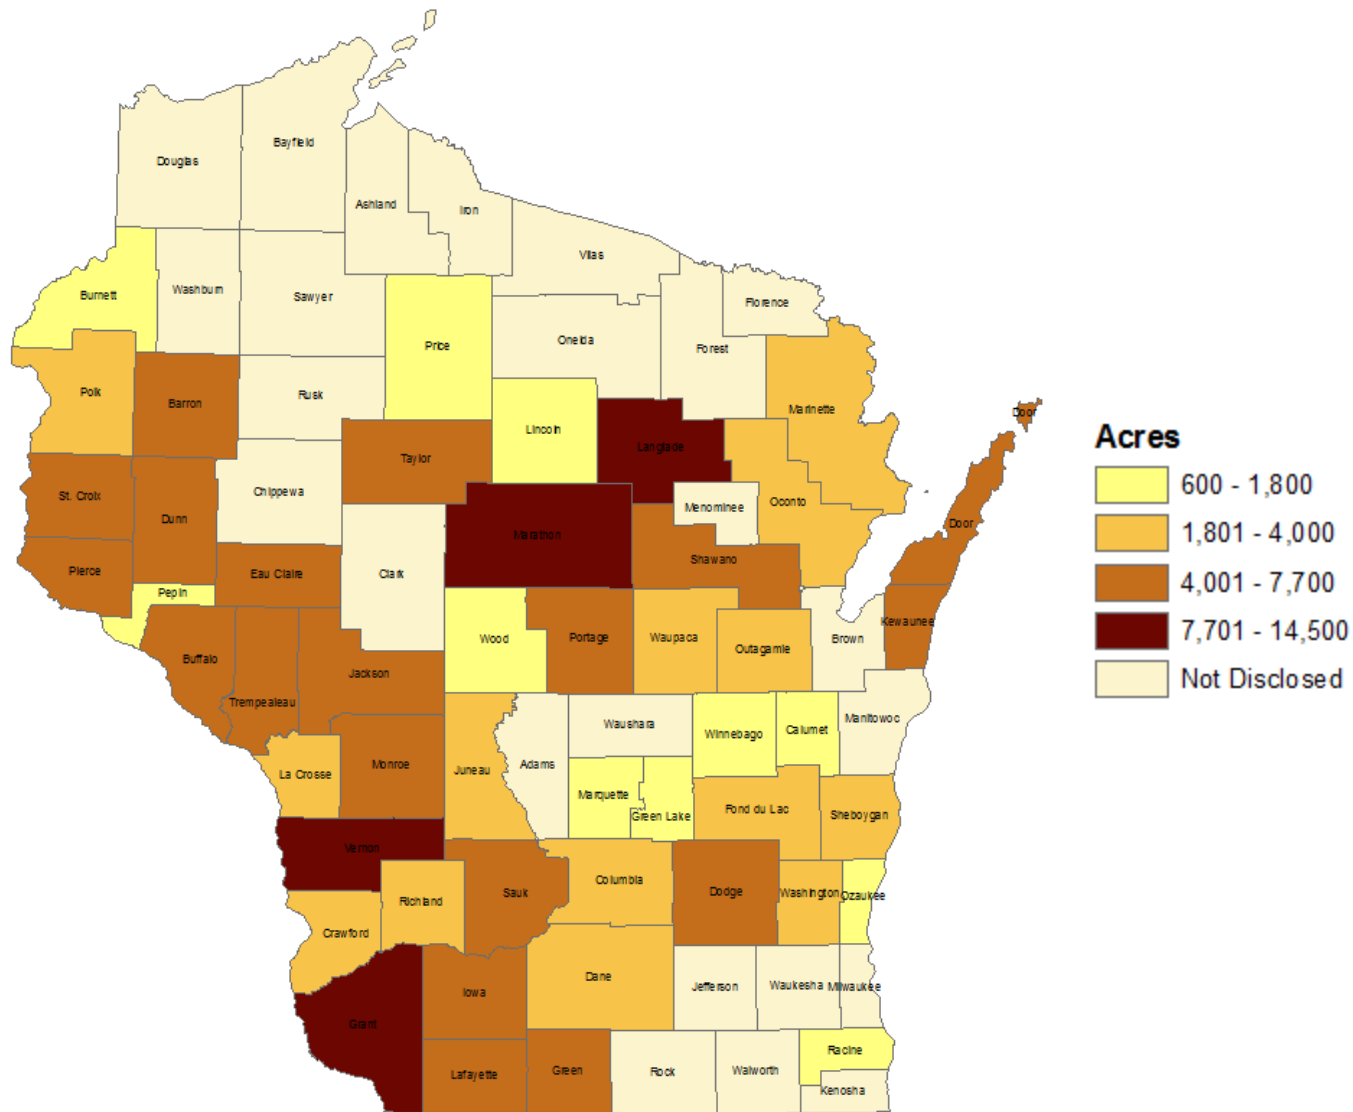 Douglas
Bayfield
Ashland
Iron
Vilas
Burnett
Washburn
Sawyer
Price
Oneida
Forest
Florence
Polk
Barron
Rusk
Lincoln
Langlade
Marinette
Door
Acres
600 - 1,800
1,801 - 4,000
4,001 - 7,700
7,701 - 14,500
Not Disclosed
St. Croix
Dunn
Chippewa
Taylor
Marathon
Menominee
Oconto
Door
Pierce
Eau Claire
Clark
Shawano
Pepin
Buffalo
Trempealeau
Jackson
Wood
Portage
Waupaca
Outagamie
Brown
Kewaunee
La Crosse
Monroe
Juneau
Adams
Waushara
Winnebago
Calumet
Manitowoc
Marquette
Green Lake
Fond du Lac
Sheboygan
Vernon
Richland
Sauk
Columbia
Dodge
Washington
Ozaukee
Crawford
Grant
Iowa
Dane
Jefferson
Waukesha
Milwaukee
Lafayette
Green
Rock
Walworth
Racine
Kenosha